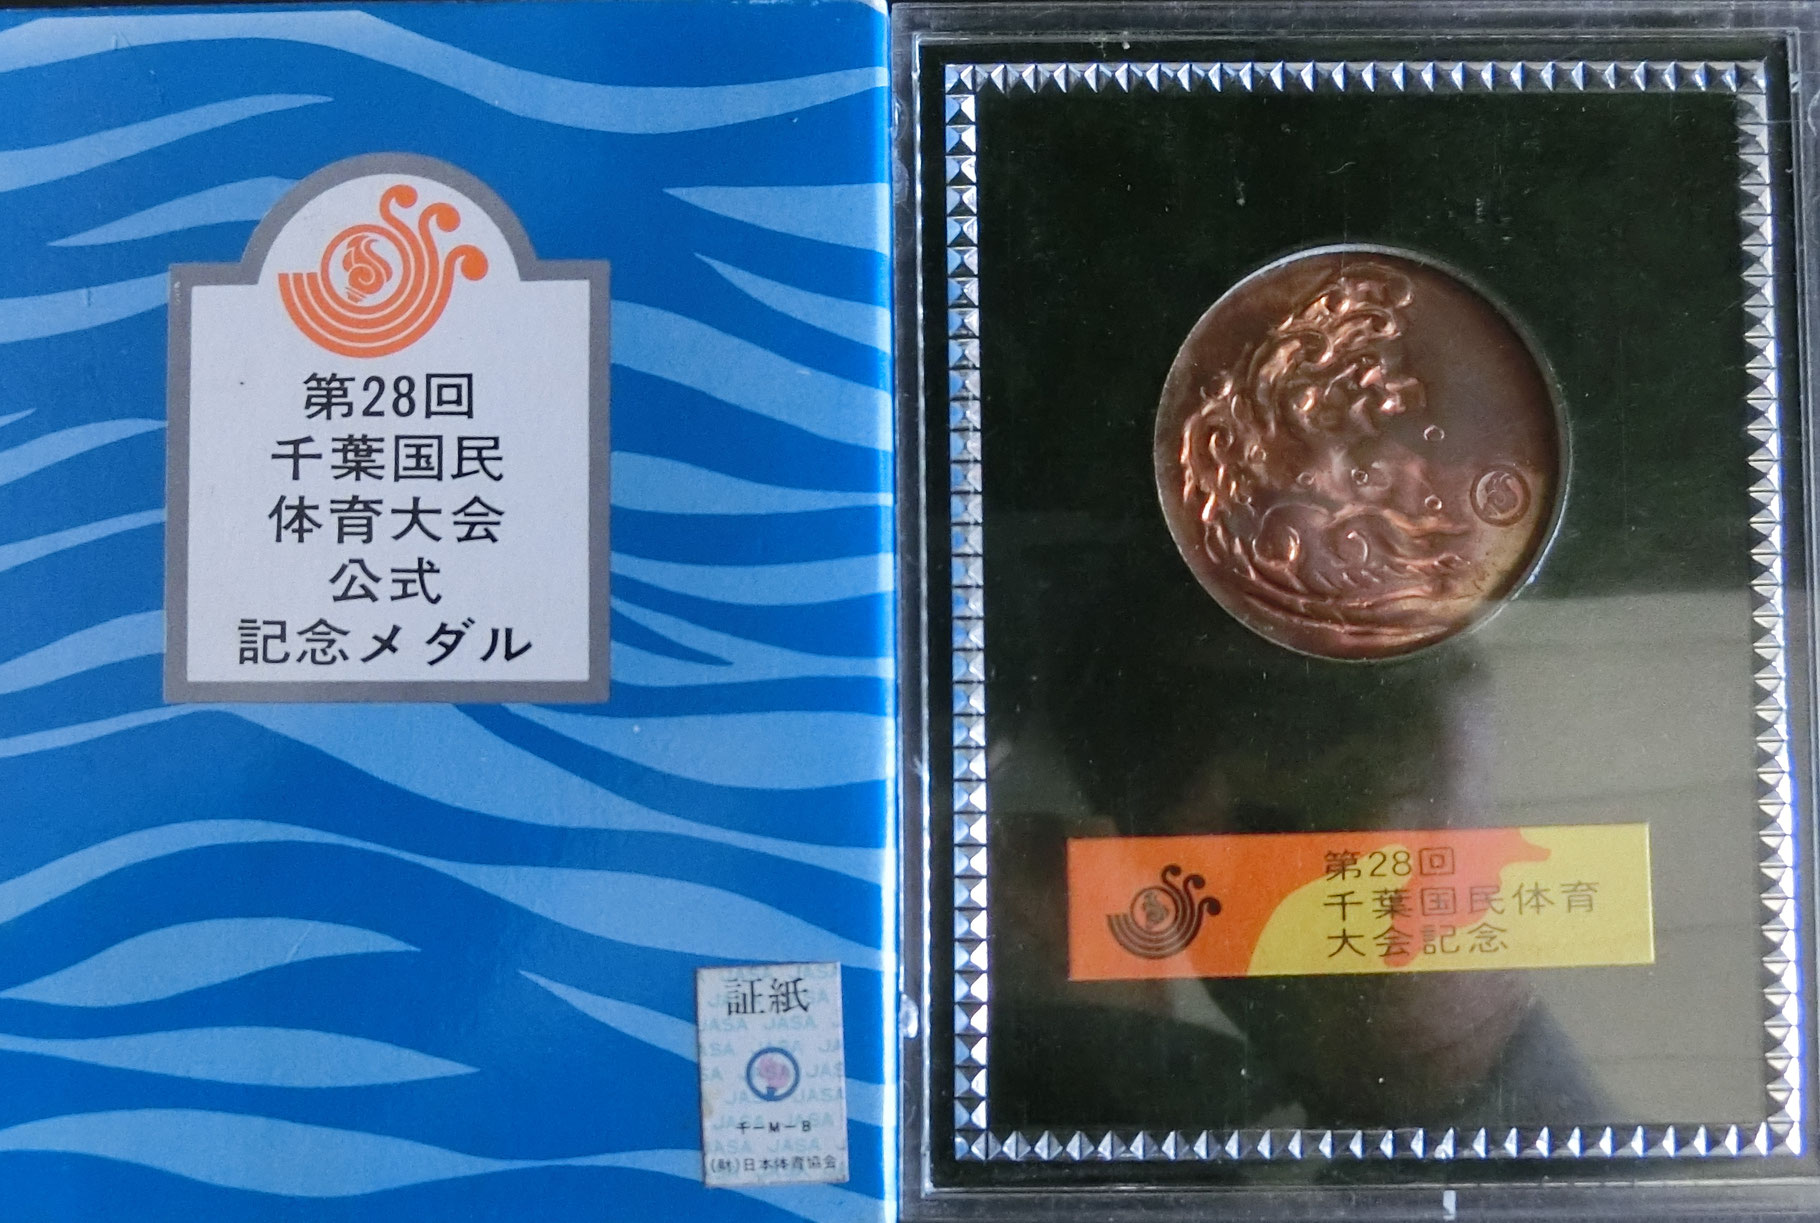 第28回
千葉国民
体育大会
公式
記念メダル
証紙
JASA JASA
千-M-B
(財)日本体育協会
第28回
千葉国民体育
大会記念